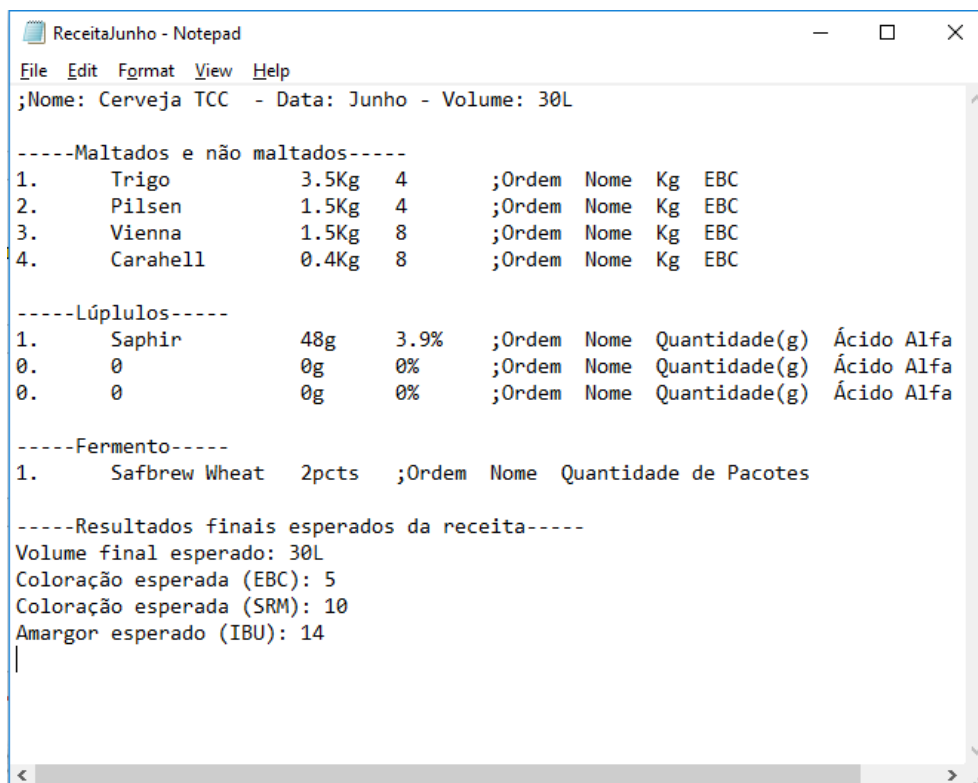 ReceitaJunho - Notepad
File Edit Format View Help
;Nome: Cerveja TCC - Data: Junho - Volume: 30L
-----Maltados e não maltados-----
1. Trigo 3.5Kg 4 ;Ordem Nome Kg EBC
2. Pilsen 1.5Kg 4 ;Ordem Nome Kg EBC
3. Vienna 1.5Kg 8 ;Ordem Nome Kg EBC
4. Carahell 0.4Kg 8 ;Ordem Nome Kg EBC
-----Lúplulos-----
1. Saphir 48g 3.9% ;Ordem Nome Quantidade(g) Ácido Alfa
0. 0 0g 0% ;Ordem Nome Quantidade(g) Ácido Alfa
0. 0 0g 0% ;Ordem Nome Quantidade(g) Ácido Alfa
-----Fermento-----
1. Safbrew Wheat 2pcts ;Ordem Nome Quantidade de Pacotes
-----Resultados finais esperados da receita-----
Volume final esperado: 30L
Coloração esperada (EBC): 5
Coloração esperada (SRM): 10
Amargor esperado (IBU): 14